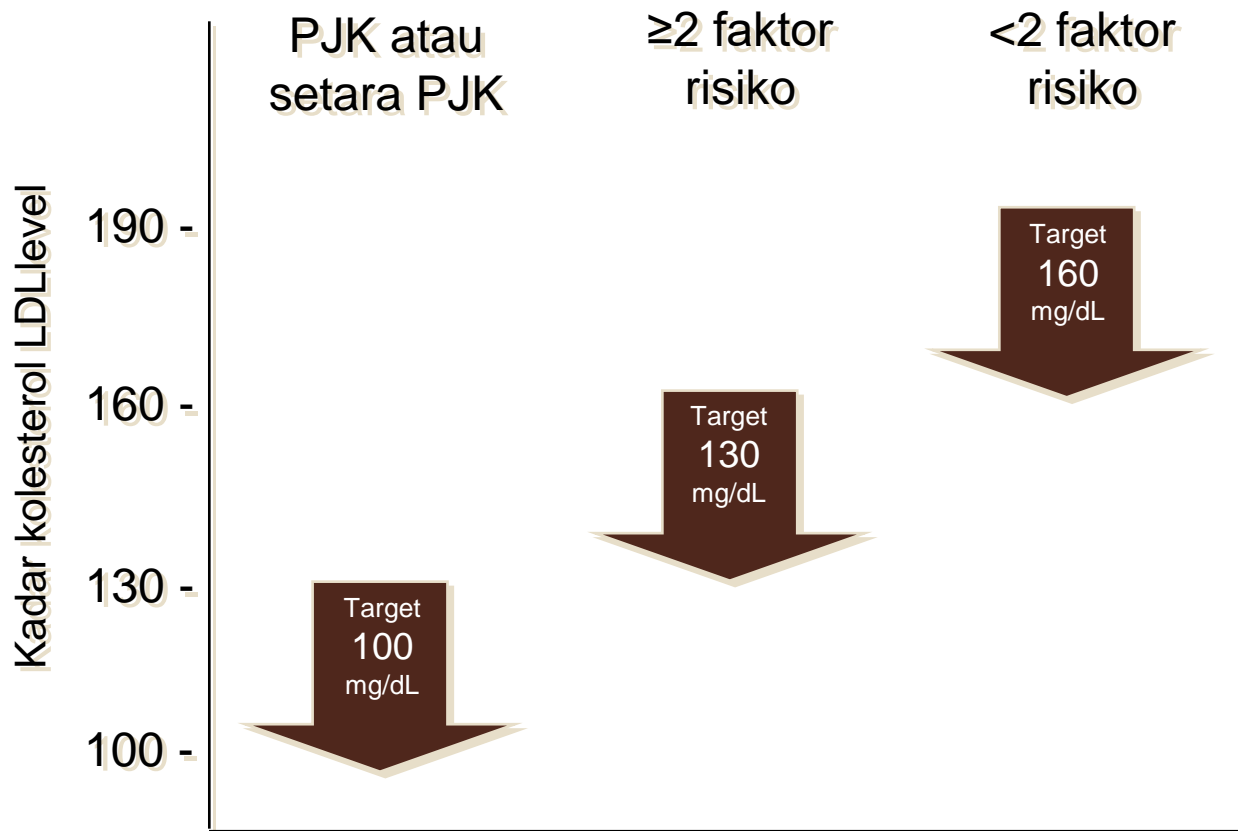 PJK atau
setara PJK
≥2 faktor
risiko
<2 faktor
risiko
Kadar kolesterol LDLlevel
190 -
160 -
130 -
100 -
Target
100
mg/dL
Target
130
mg/dL
Target
160
mg/dL